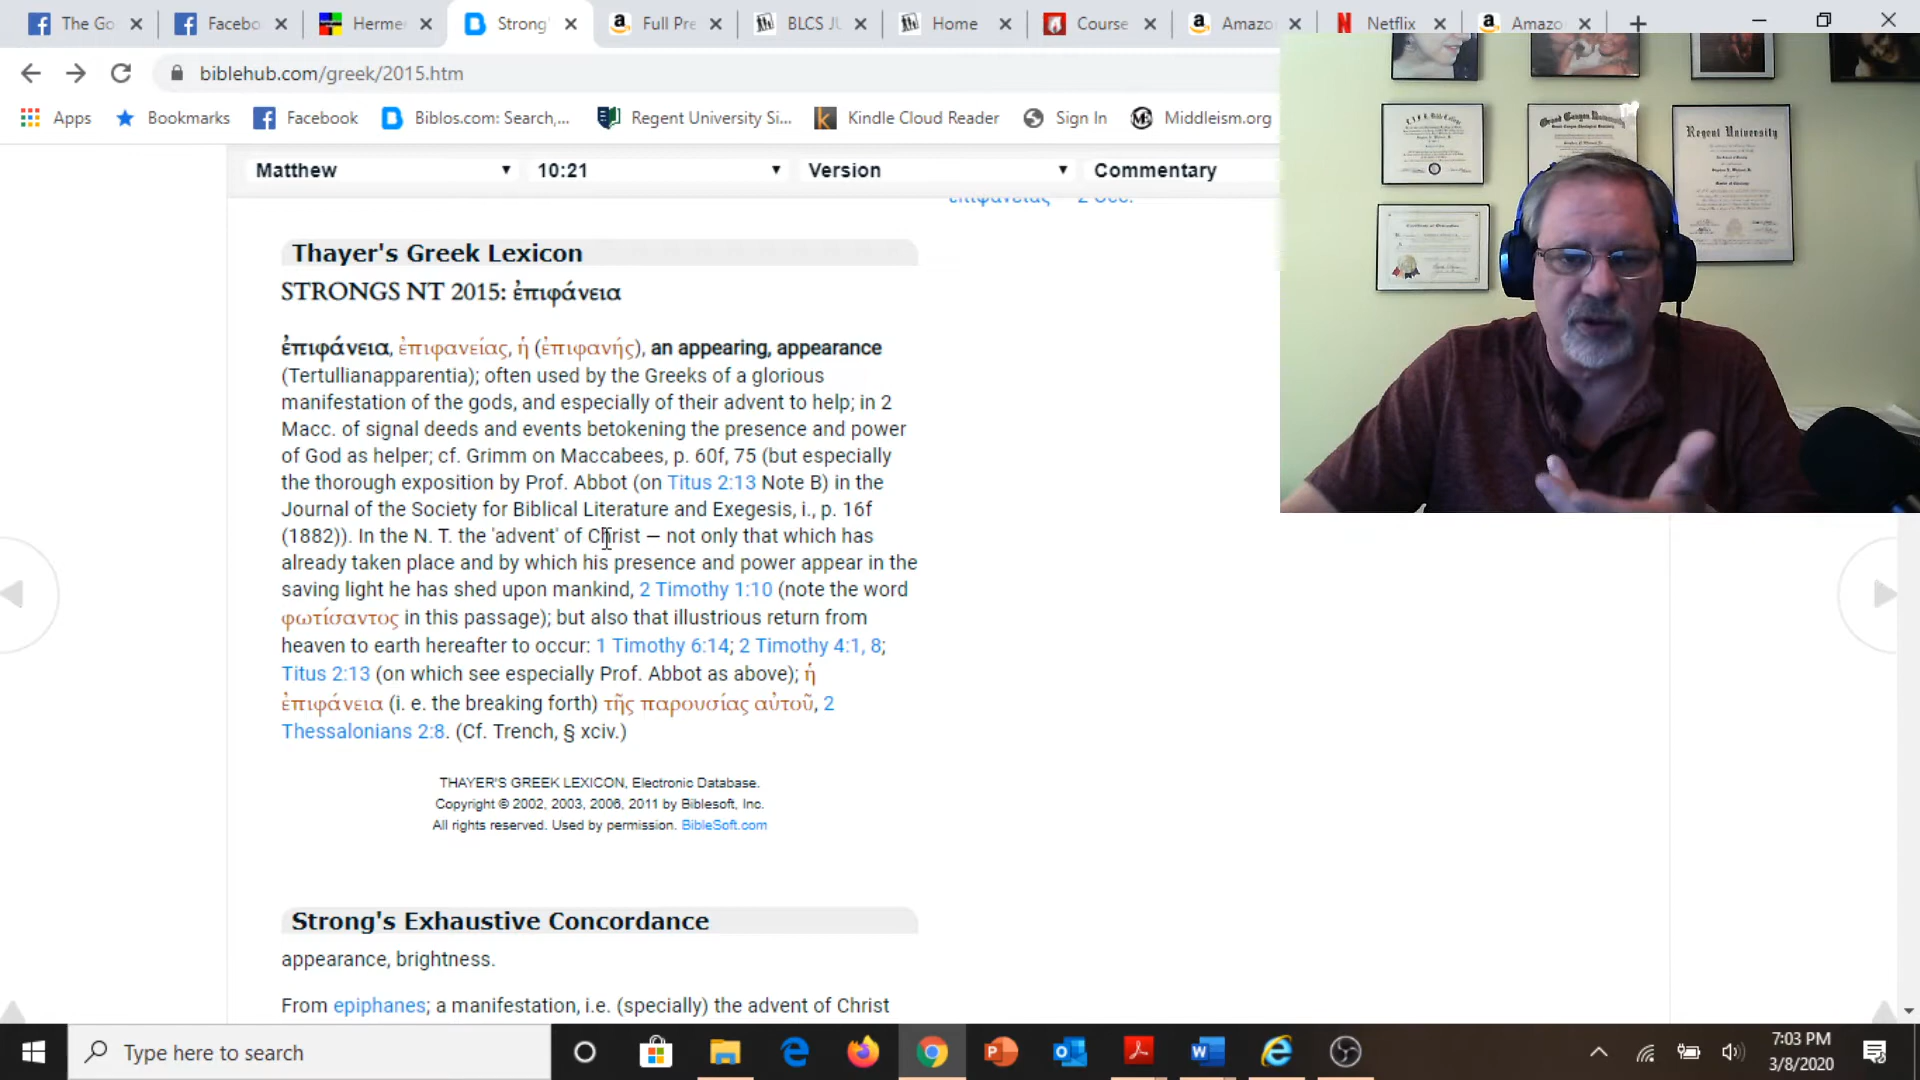 The Go
Facebo
Herme
Strong'
Full Pre
BLCS JU
Home
Course
Amazo
Netflix
Amazo
biblehub.com/greek/2015.htm
Apps
Bookmarks
Facebook
Biblos.com: Search,...
Regent University Si...
Kindle Cloud Reader
Sign In
Middleism.org
Matthew
10:21
Version
Commentary
ἐπιφανείας — 2 Occ.
Thayer's Greek Lexicon
STRONGS NT 2015: ἐπιφάνεια
ἐπιφάνεια, ἐπιφανείας, ἡ (ἐπιφανής), an appearing, appearance
(Tertullianapparentia); often used by the Greeks of a glorious
manifestation of the gods, and especially of their advent to help; in 2
Macc. of signal deeds and events betokening the presence and power
of God as helper; cf. Grimm on Maccabees, p. 60f, 75 (but especially
the thorough exposition by Prof. Abbot (on Titus 2:13 Note B) in the
Journal of the Society for Biblical Literature and Exegesis, i., p. 16f
(1882)). In the N. T. the 'advent' of Christ — not only that which has
already taken place and by which his presence and power appear in the
saving light he has shed upon mankind, 2 Timothy 1:10 (note the word
φωτίσαντος in this passage); but also that illustrious return from
heaven to earth hereafter to occur: 1 Timothy 6:14; 2 Timothy 4:1, 8;
Titus 2:13 (on which see especially Prof. Abbot as above); ἡ
ἐπιφάνεια (i. e. the breaking forth) τῆς παρουσίας αὐτοῦ, 2
Thessalonians 2:8. (Cf. Trench, § xciv.)
THAYER'S GREEK LEXICON, Electronic Database.
Copyright © 2002, 2003, 2006, 2011 by Biblesoft, Inc.
All rights reserved. Used by permission. BibleSoft.com
Strong's Exhaustive Concordance
appearance, brightness.
From epiphanes; a manifestation, i.e. (specially) the advent of Christ
Regent University
Type here to search
7:03 PM
3/8/2020